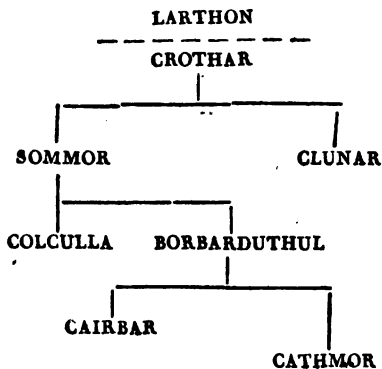 LARTHON
CROTHAR
SOMMOR CLUNAR
COLCULLA BORBARDUTHUL
CAIRBAR
CATHMOR